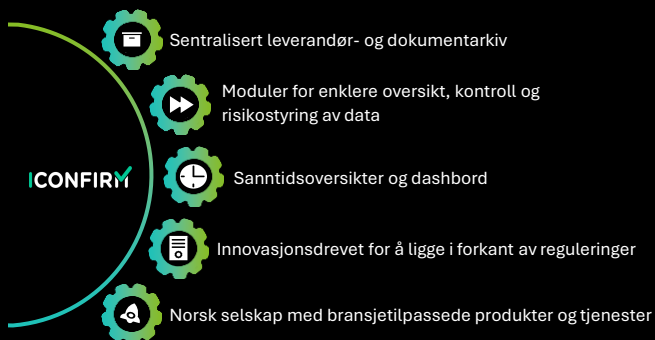 Sentralisert leverandør- og dokumentarkiv
Moduler for enklere oversikt, kontroll og
risikostyring av data
ICONFIRM
Sanntidsoversikter og dashbord
Innovasjonsdrevet for å ligge i forkant av reguleringer
Norsk selskap med bransjetilpassede produkter og tjenester